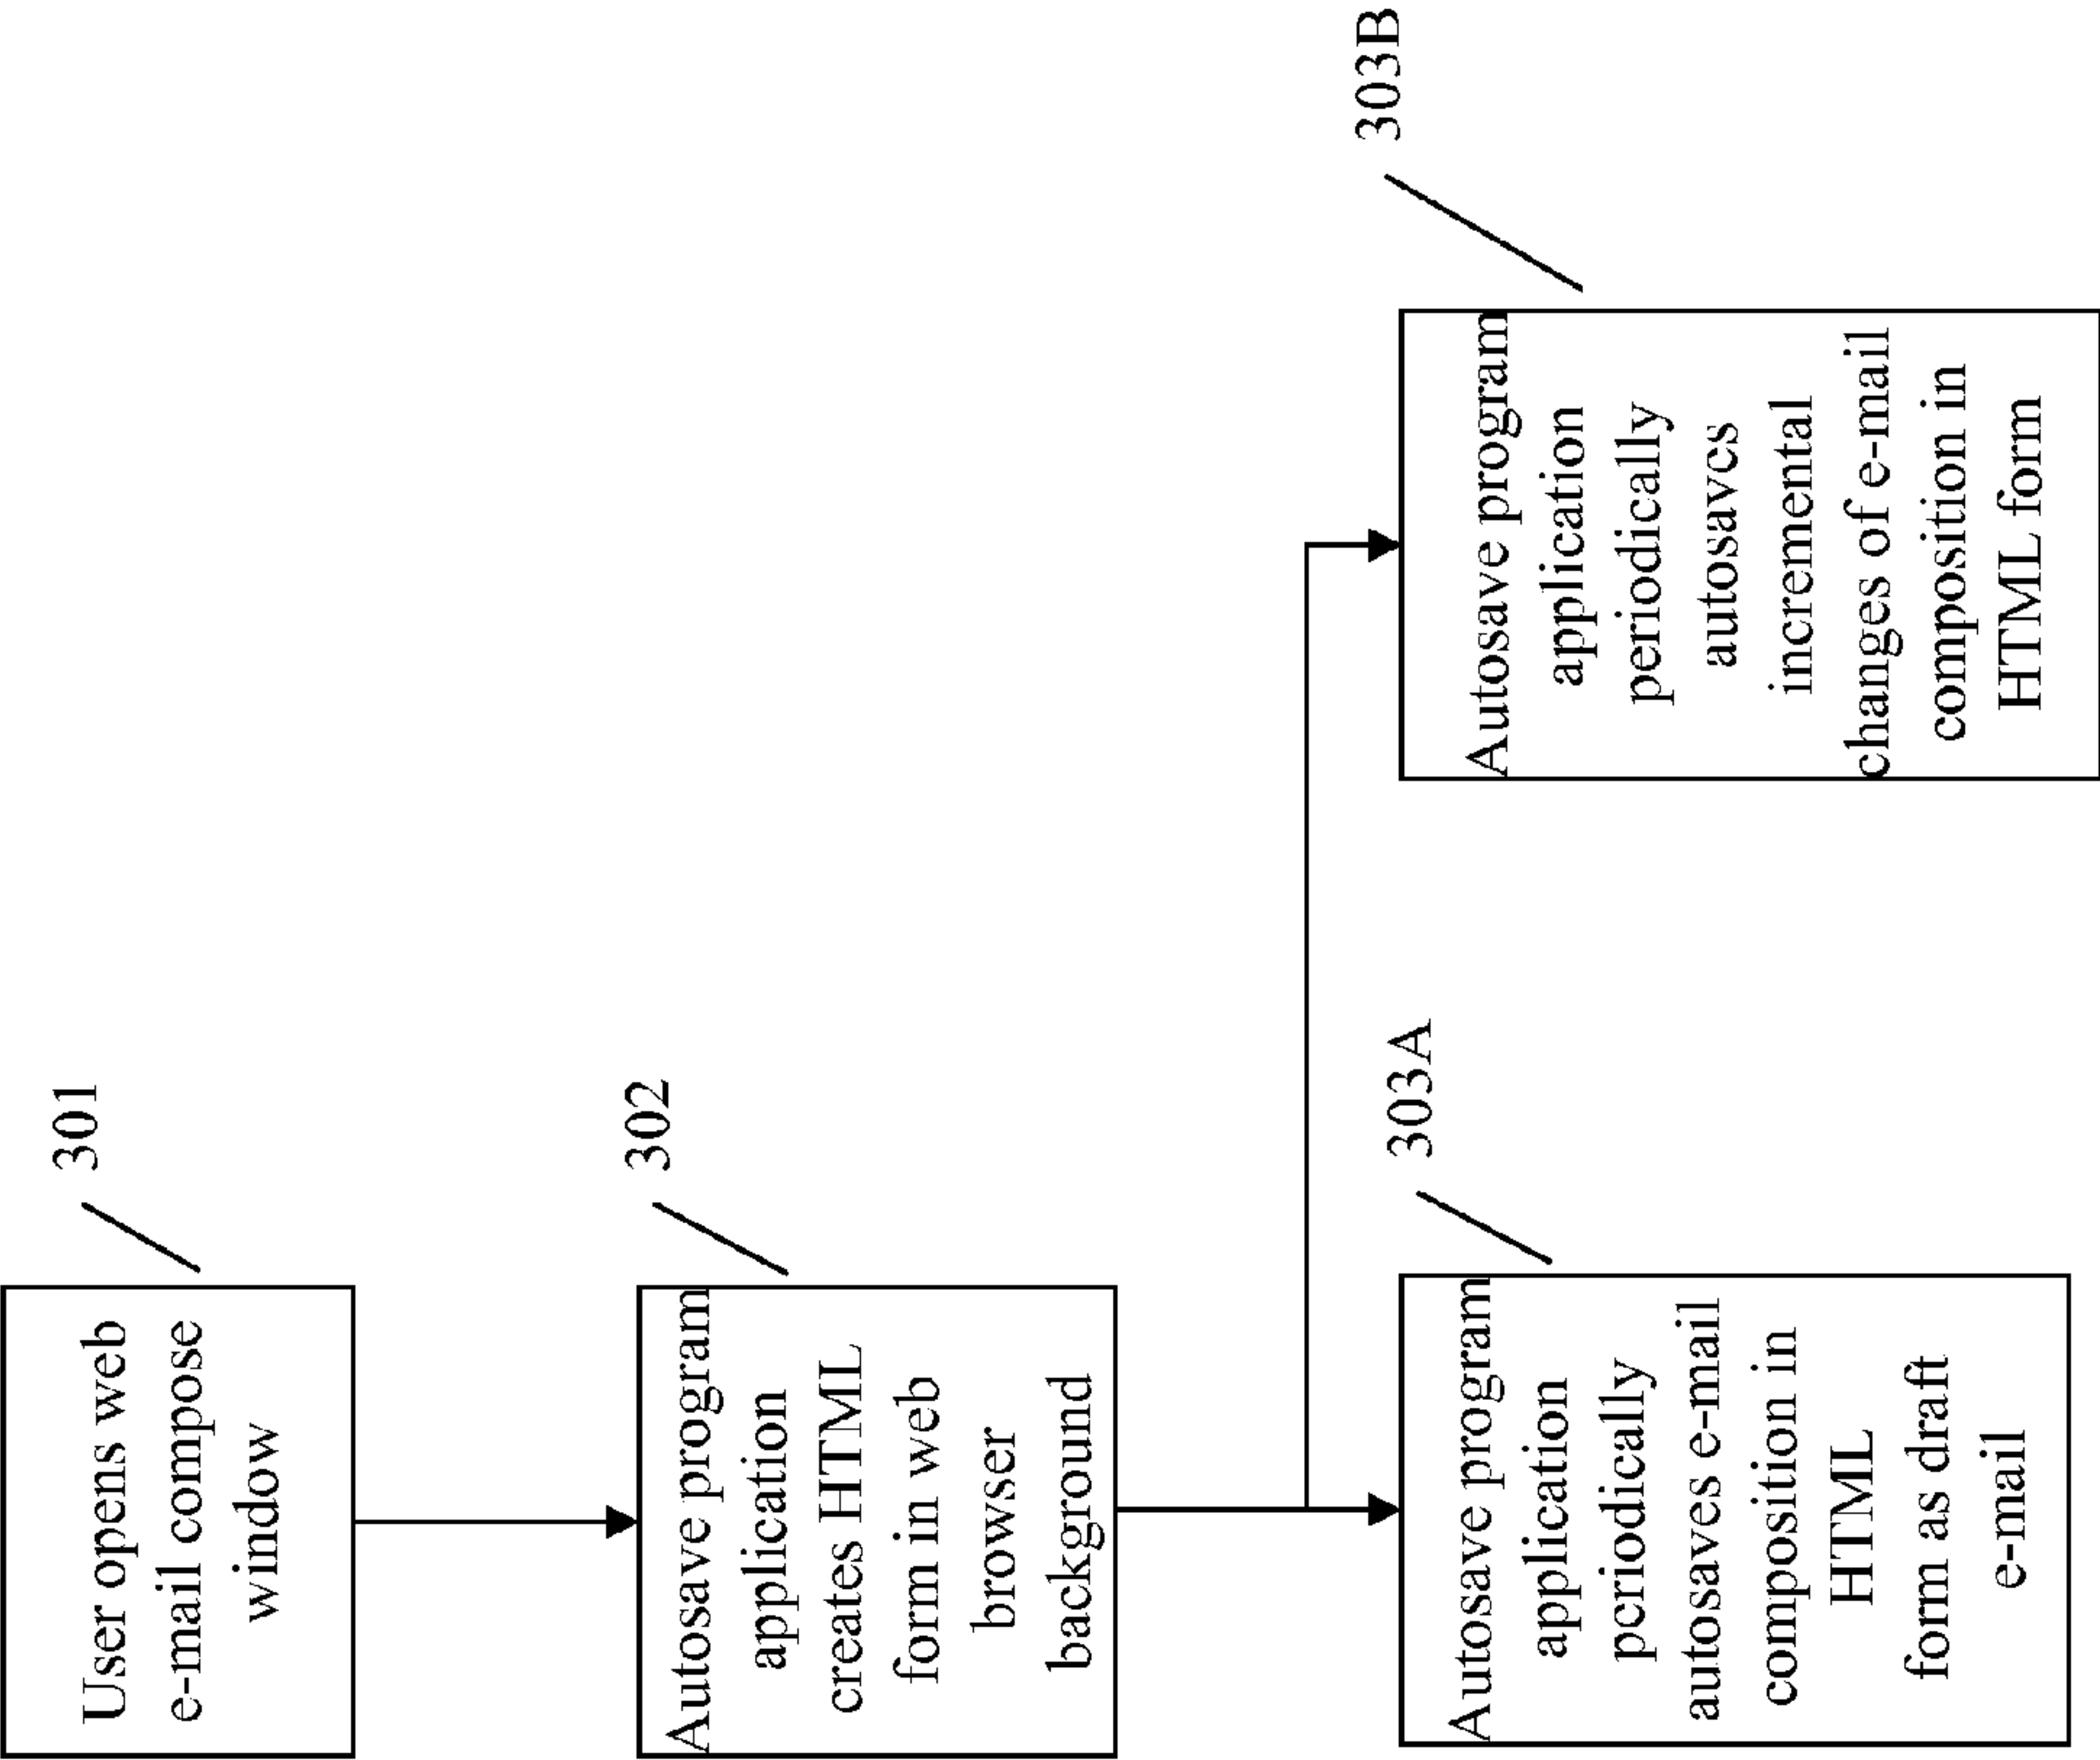 301
User opens web
e-mail compose
window
302
Autosave program
application
creates HTML
form in web
browser
background
303A
Autosave program
application
periodically
autosaves e-mail
composition in
HTML
form as draft
e-mail
303B
Autosave program
application
periodically
autosaves
incremental
changes of e-mail
composition in
HTML form